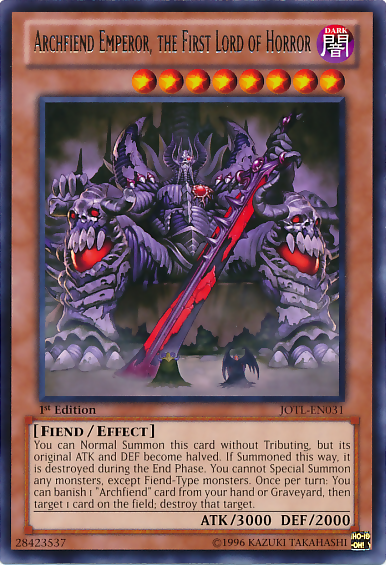 ARCHFIEND EMPEROR, THE FIRST LORD OF HORROR
DARK
闇
1st Edition
JOTL-EN031
[FIEND / EFFECT]
You can Normal Summon this card without Tributing, but its
original ATK and DEF become halved. If Summoned this way, it
is destroyed during the End Phase. You cannot Special Summon
any monsters, except Fiend-Type monsters. Once per turn: You
can banish 1 "Archfiend" card from your hand or Graveyard, then
target 1 card on the field; destroy that target.
ATK/3000 DEF/2000
28423537
©1996 KAZUKI TAKAHASHI